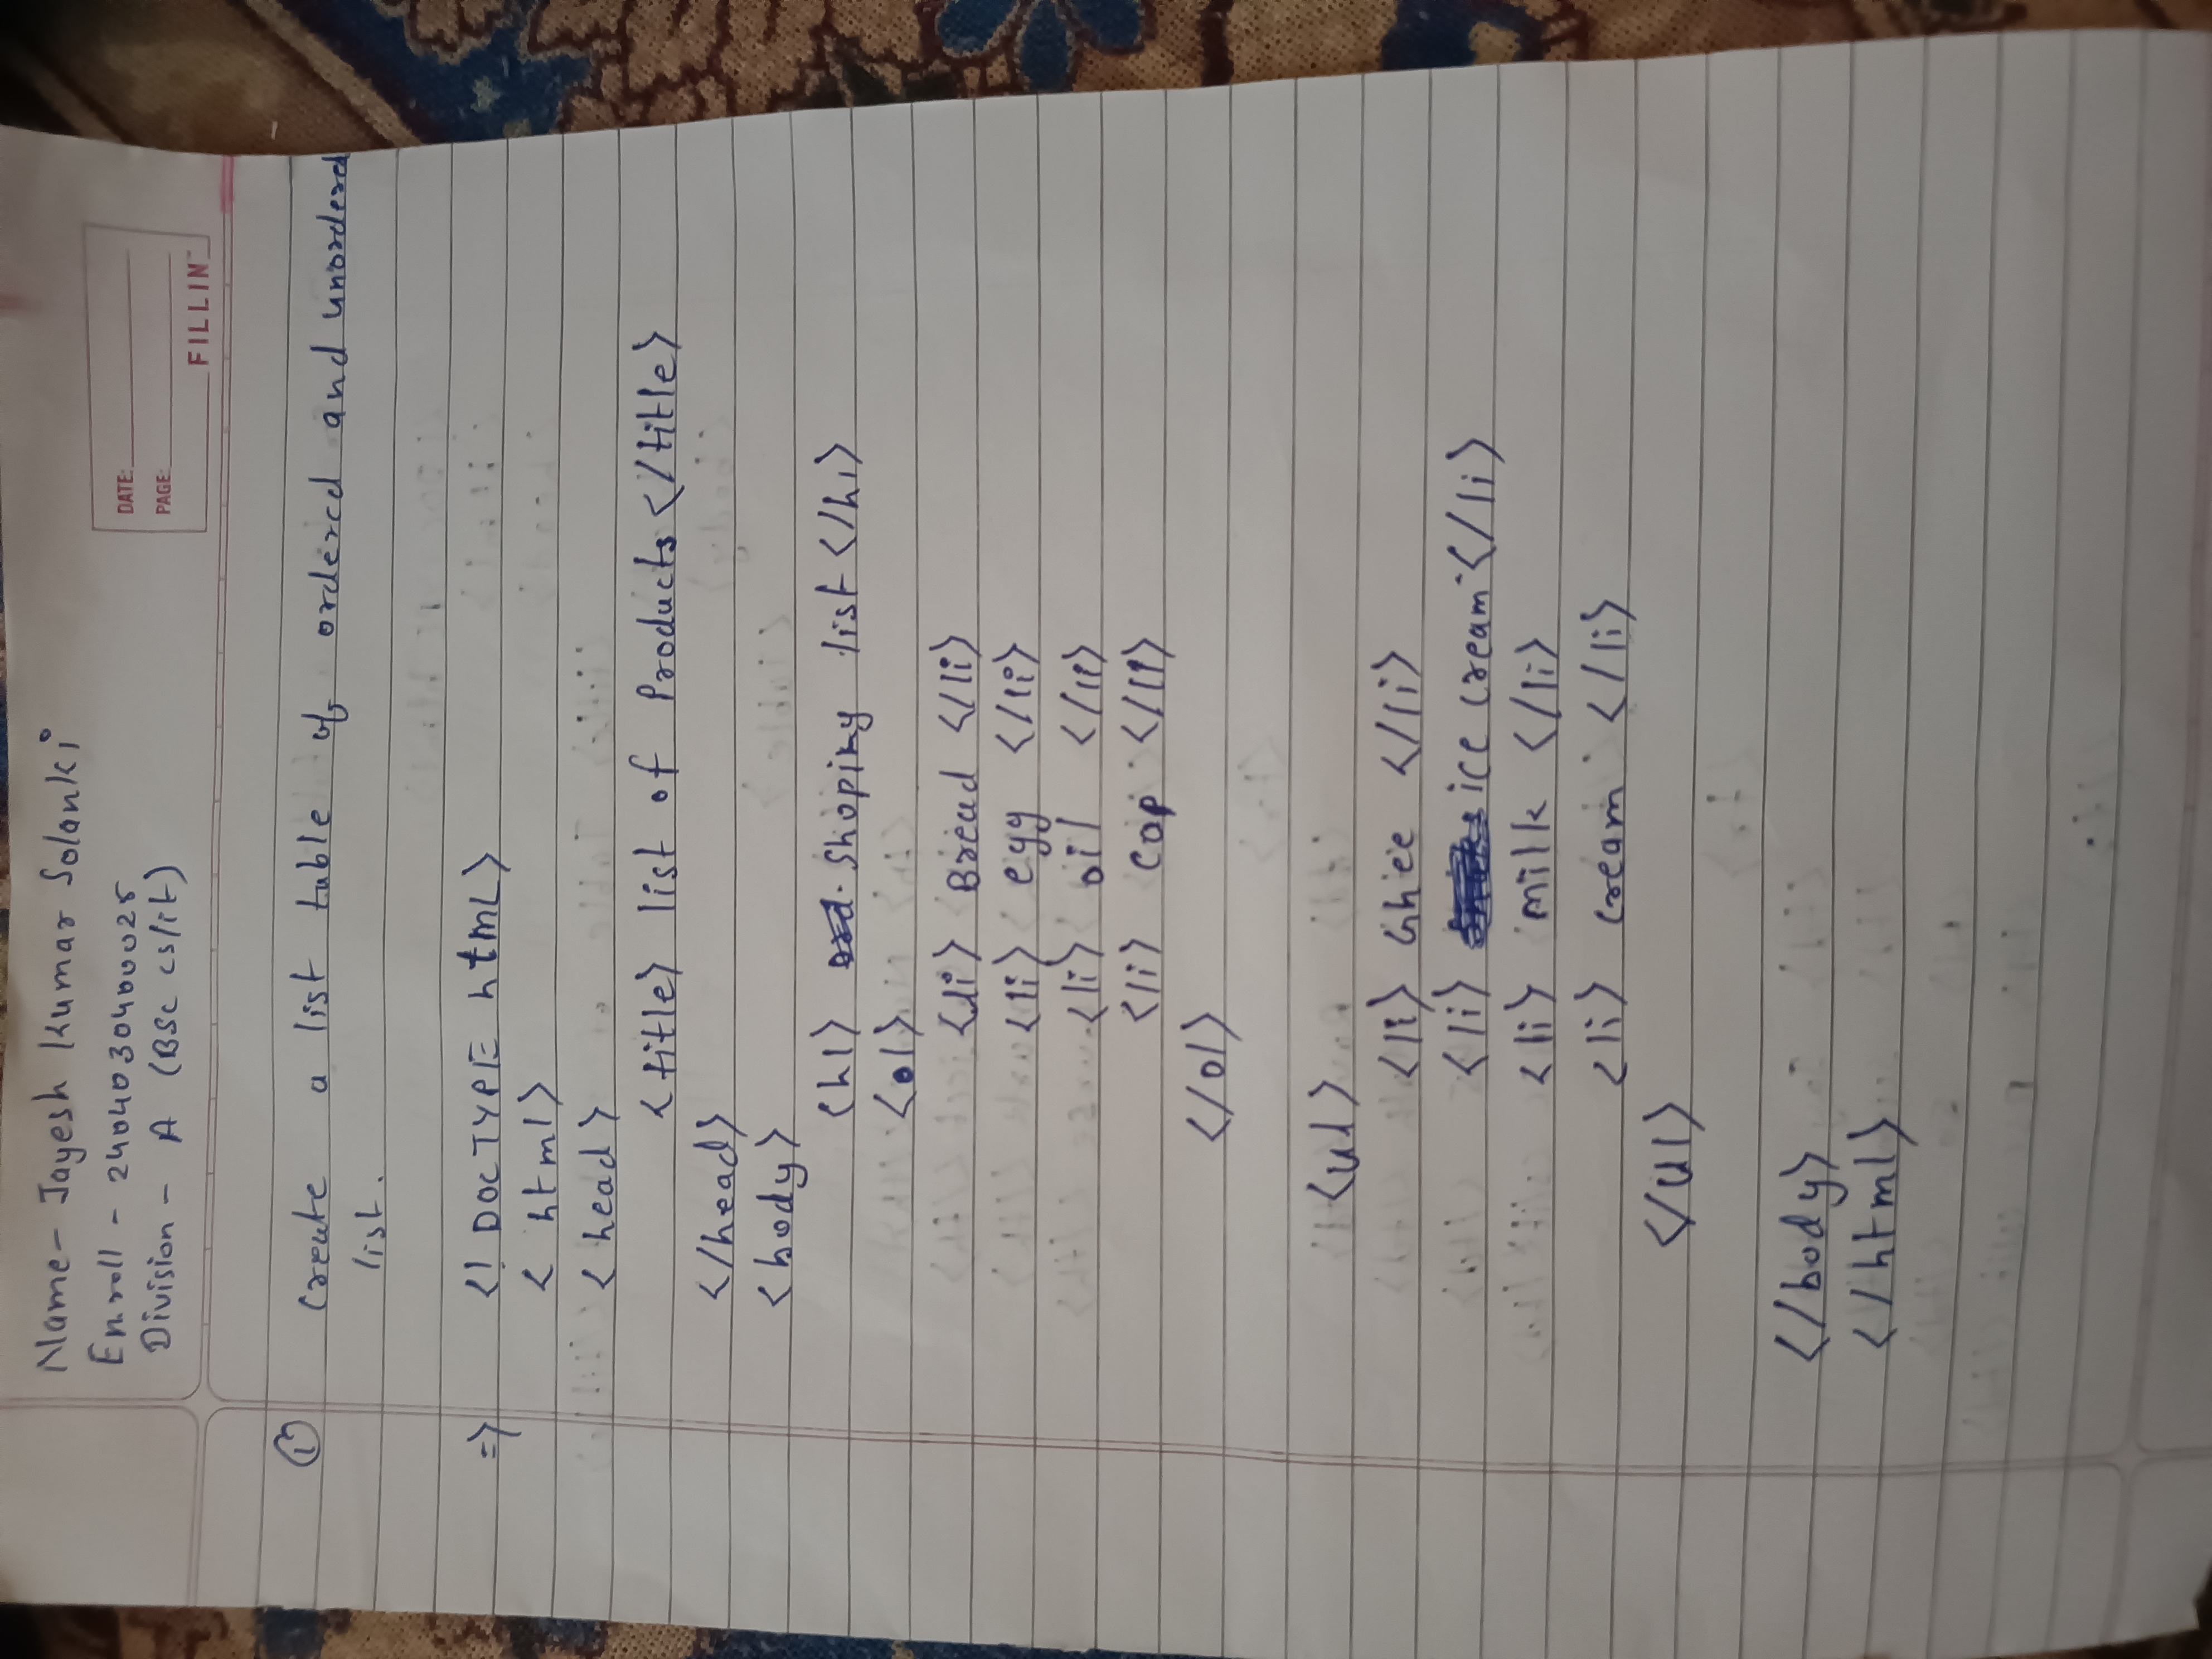 Name - Jayesh Kumar Solanki
Enroll - 2404030400025
Division - A (BSc cs/it)
DATE:
PAGE:
FILLIN
① Create a list table of ordered and unordered
list.
=> <! DOCTYPE html>
< html>
< head>
< title> list of Products </title>
</head>
<body>
<h1> Shoping list </h1>
<ol>
<li> Bread </li>
<li> egg </li>
<li> oil </li>
<li> cap </li>
</ol>
<ul>
<li> Ghee </li>
<li> ice cream </li>
<li> milk </li>
<li> cream </li>
</ul>
</body>
</html>